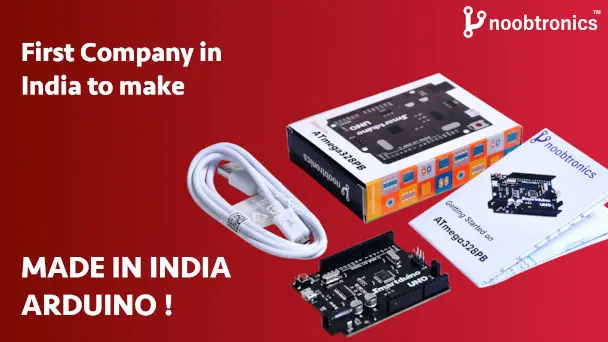 noobtronics™
First Company in
India to make
MADE IN INDIA
ARDUINO !
Smartduino
UNO
ATmega328PB
noobtronics
noobtronics
Getting Started on
ATmega328PB
Smartduino
UNO